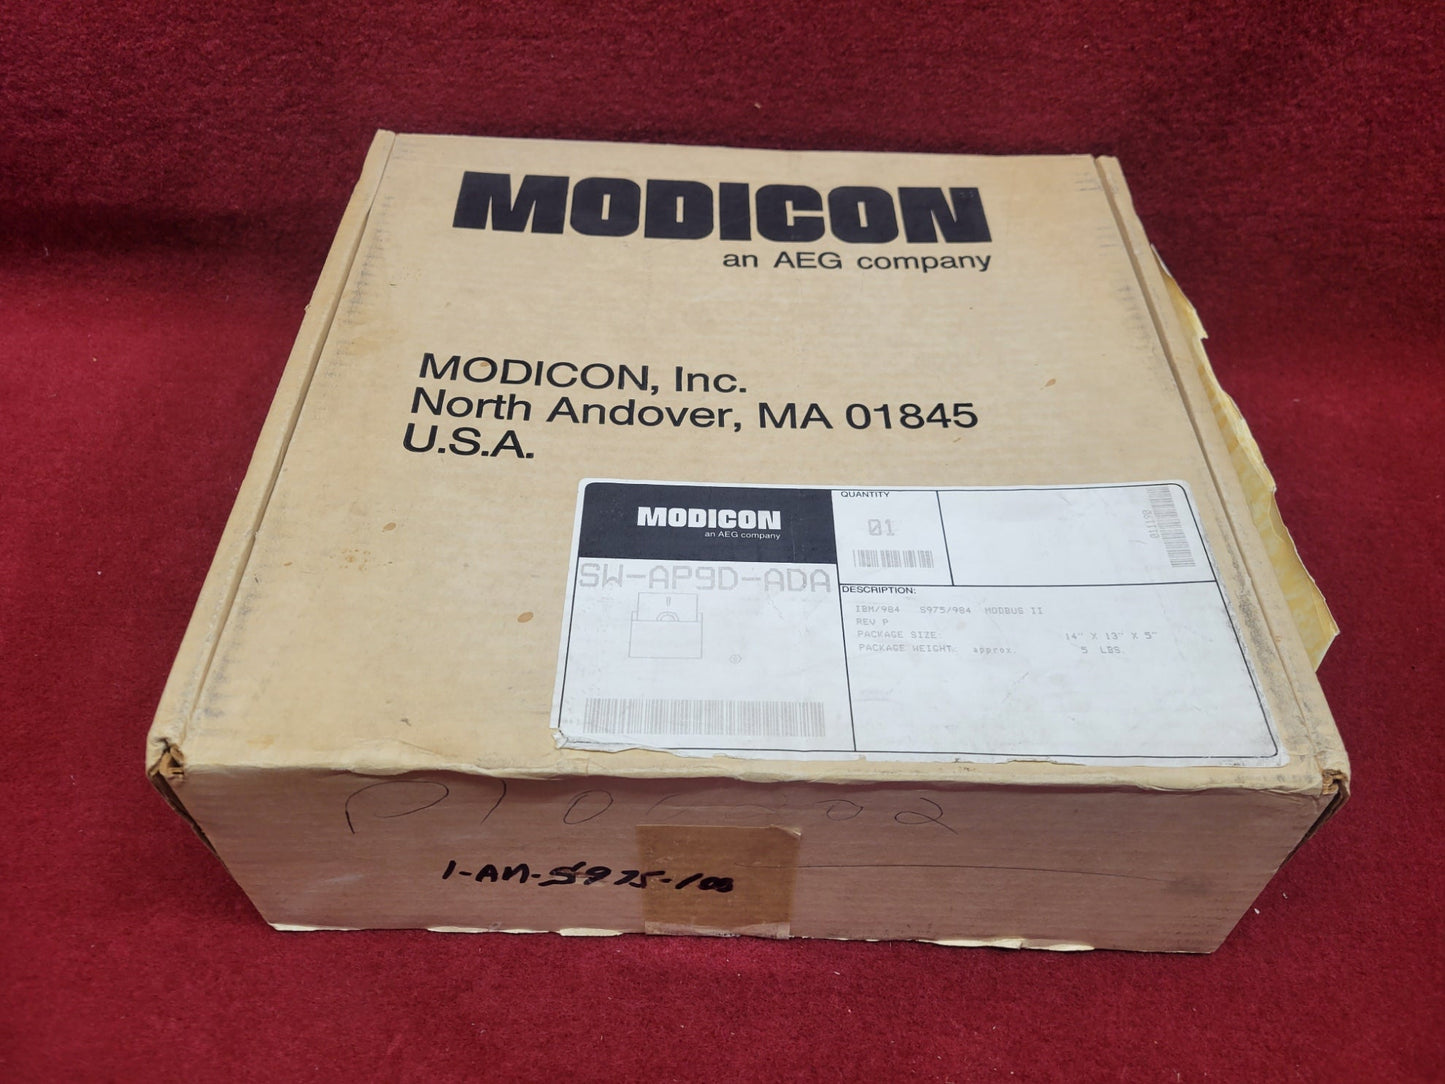 MODICON
an AEG company
MODICON, Inc.
North Andover, MA 01845
U.S.A.
MODICON
an AEG company
SW-AP9D-ADA
QUANTITY
01
011190
DESCRIPTION:
IBM/984 S975/984 MODBUS II
REV P
PACKAGE SIZE: 14" X 13" X 5"
PACKAGE WEIGHT: approx. 5 LBS.
1-AM-S975-100